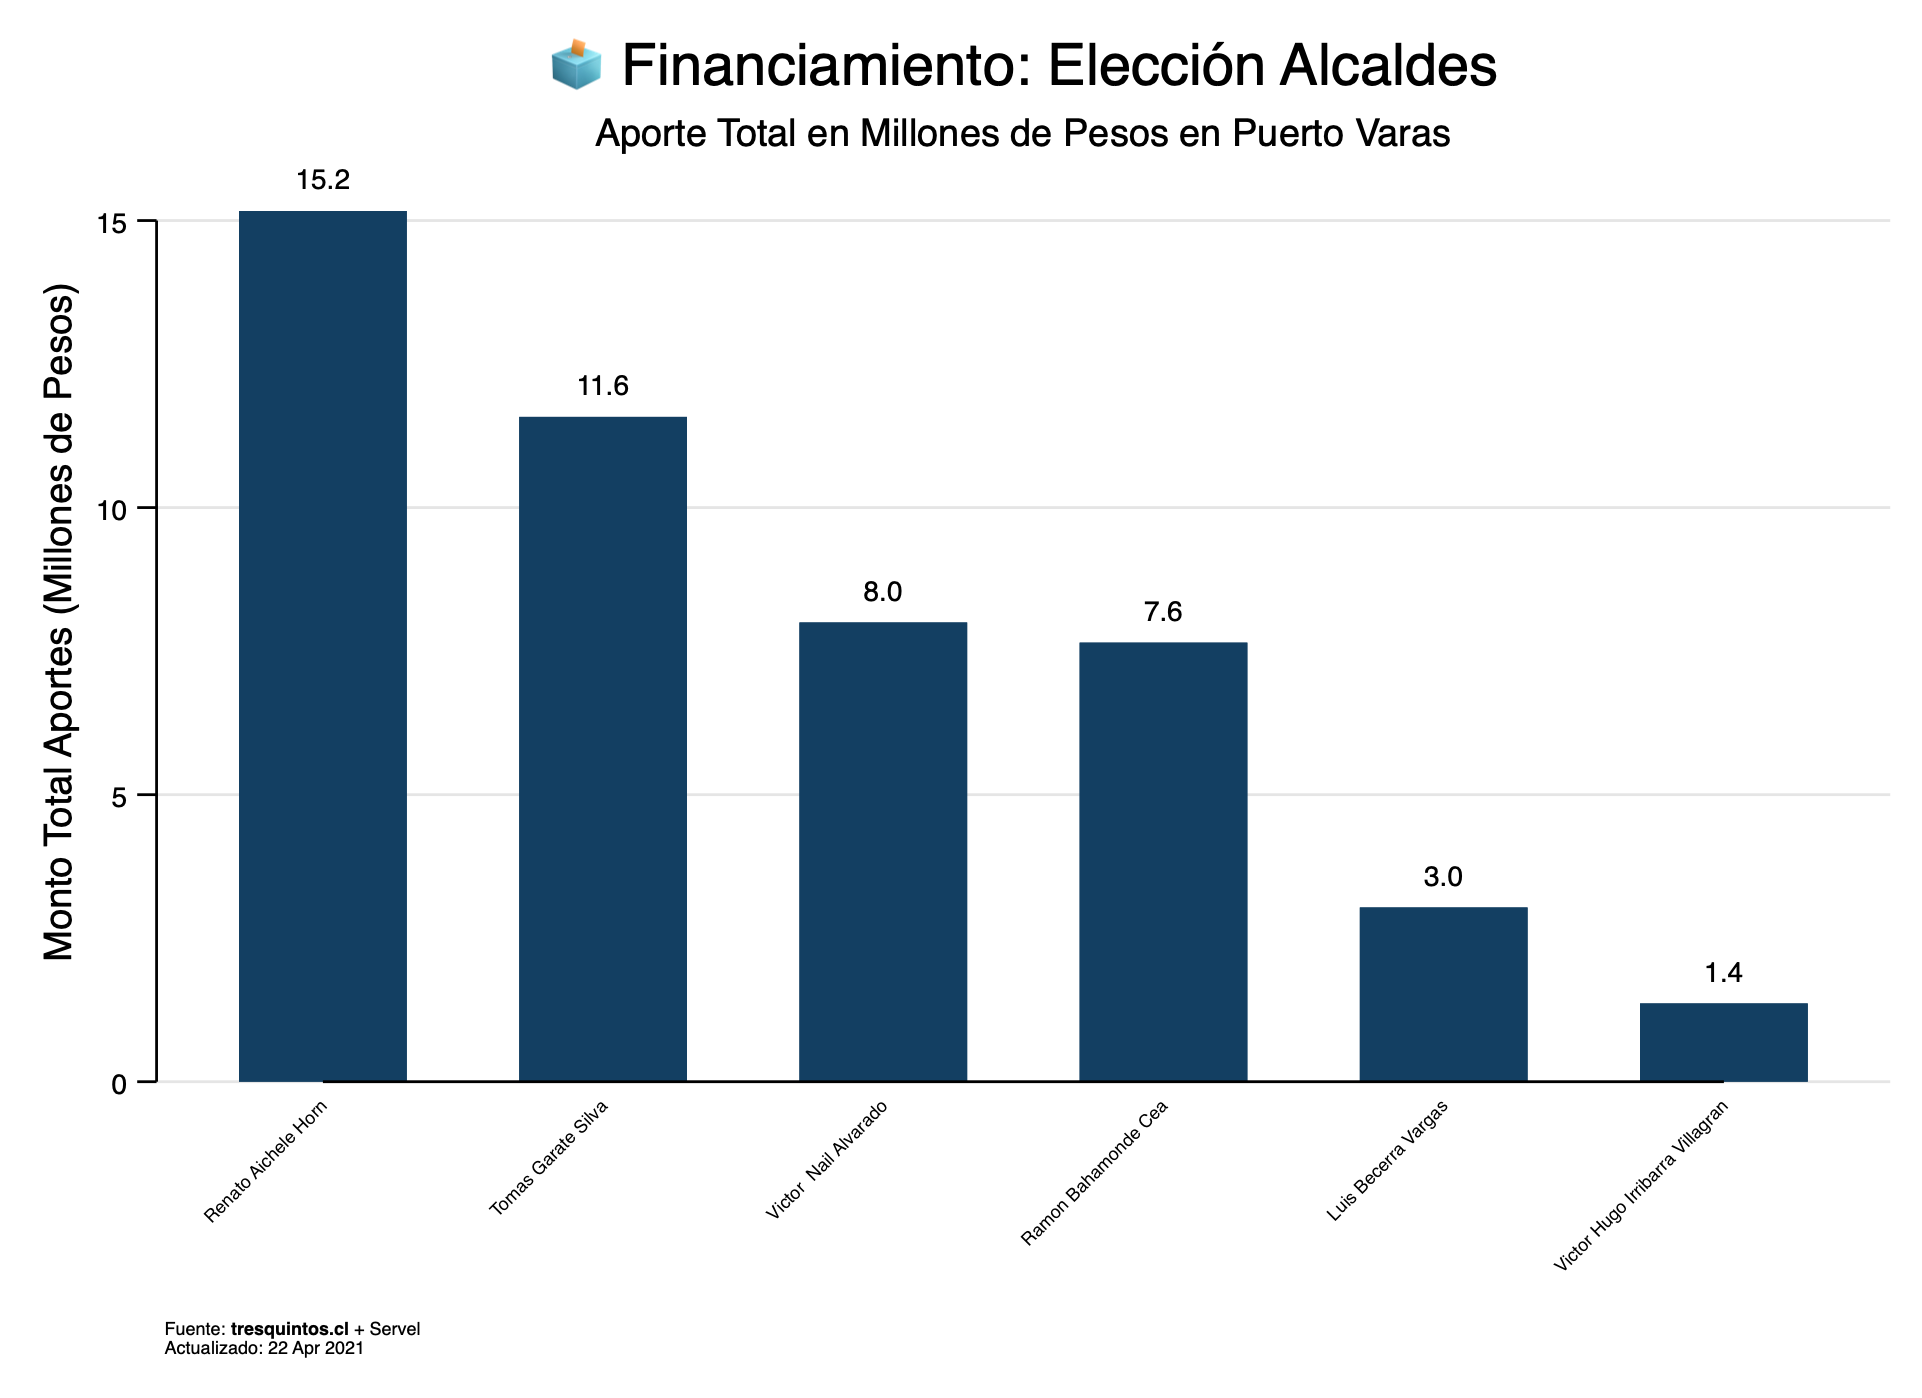 Financiamiento: Elección Alcaldes
Aporte Total en Millones de Pesos en Puerto Varas
Monto Total Aportes (Millones de Pesos)
15
10
5
0
15.2
11.6
8.0
7.6
3.0
1.4
Renato Aichele Horn
Tomas Garate Silva
Victor  Nail Alvarado
Ramon Bahamonde Cea
Luis Becerra Vargas
Victor Hugo Irribarra Villagran
Fuente: tresquintos.cl + Servel
Actualizado: 22 Apr 2021